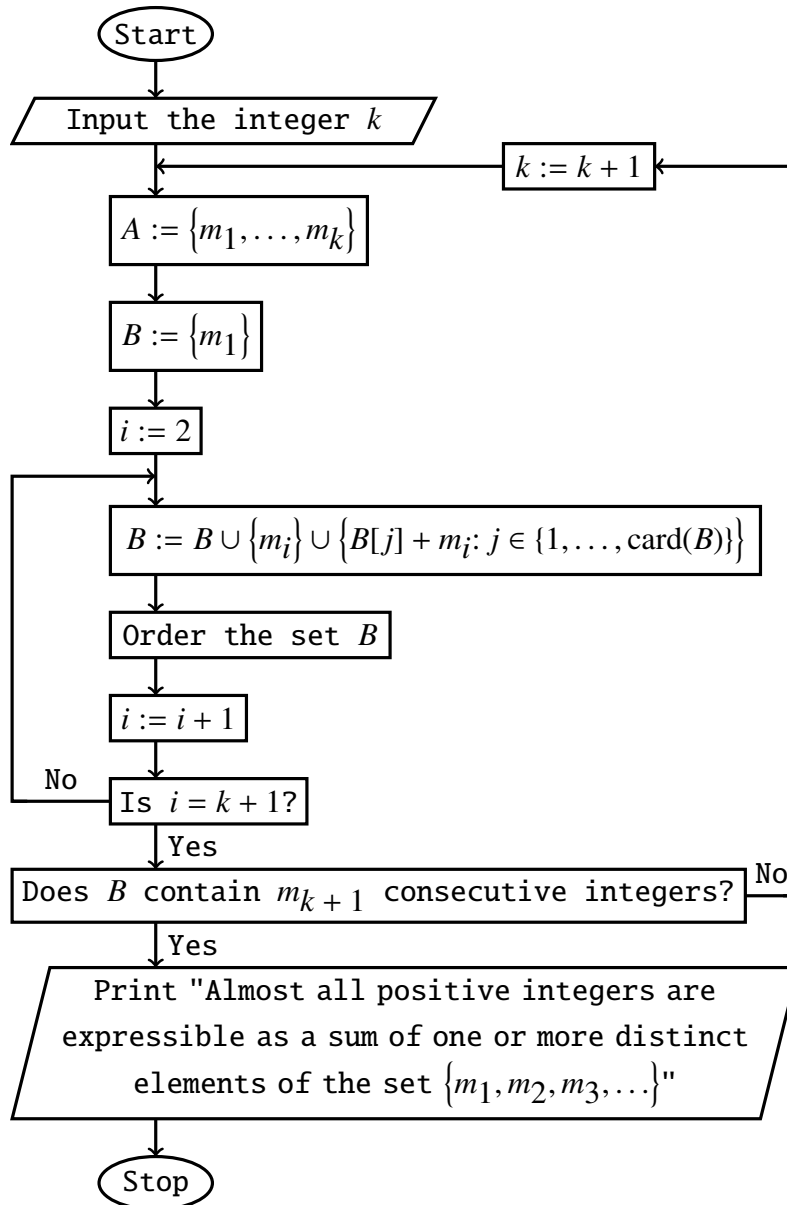 Start
Input the integer k
k := k + 1
A := {m₁, . . . , mₖ}
B := {m₁}
i := 2
B := B ∪ {mᵢ} ∪ {B[j] + mᵢ: j ∈ {1, . . . , card(B)}}
Order the set B
i := i + 1
No
Is i = k + 1?
Yes
Does B contain mₖ₊₁ consecutive integers?
No
Yes
Print "Almost all positive integers are
expressible as a sum of one or more distinct
elements of the set {m₁, m₂, m₃, . . .}"
Stop